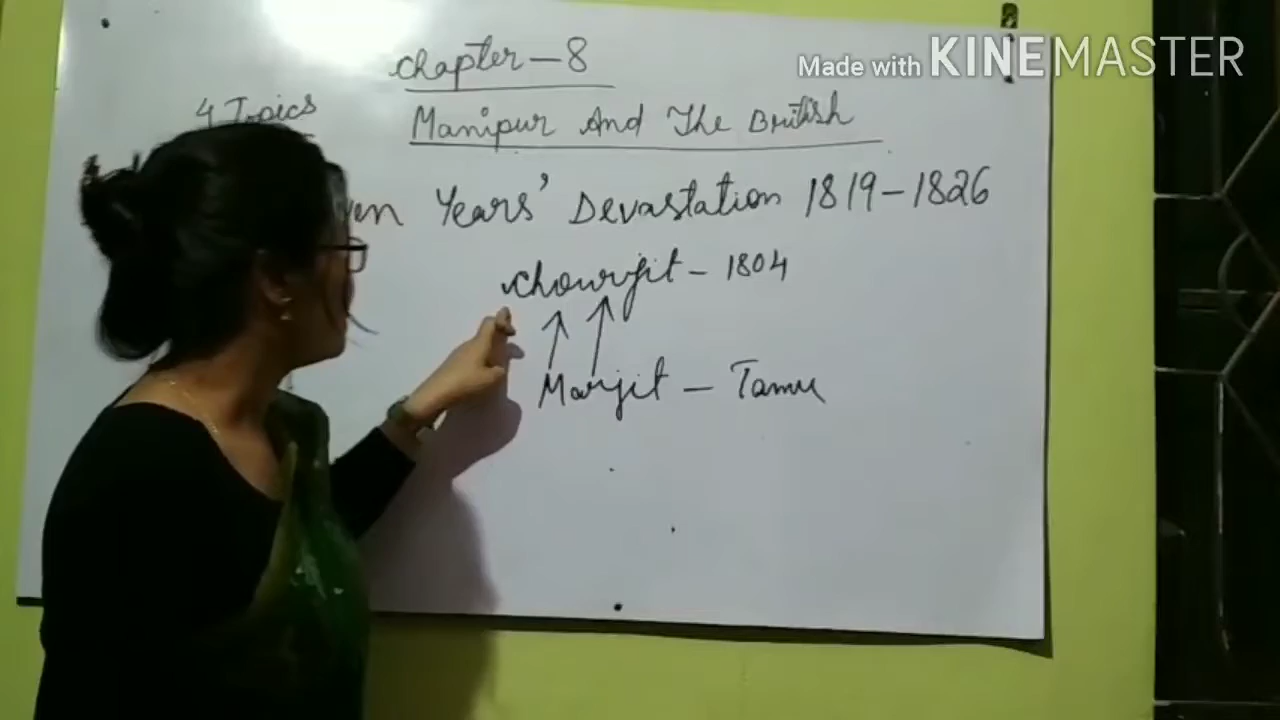 Made with KINEMASTER
Chapter-8
4 Topics
Manipur And The British
Years' Devastation 1819-1826
Chourjit - 1804
Marjit - Tamu